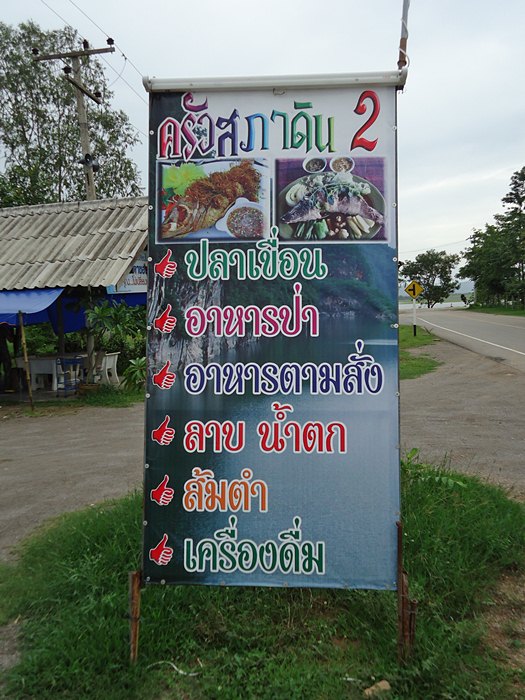 ครัวสภาดิน 2
ปลาเขื่อน
อาหารป่า
อาหารตามสั่ง
ลาบ น้ำตก
ส้มตำ
เครื่องดื่ม